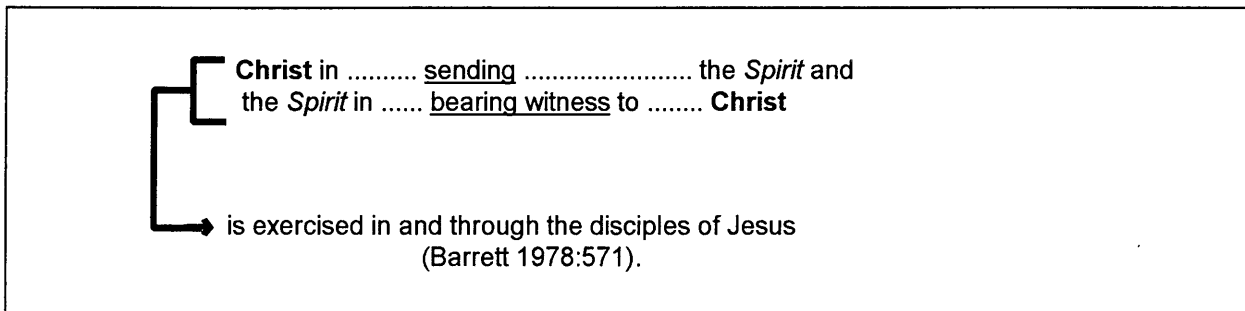 Christ in .......... sending ........................ the Spirit and
the Spirit in ...... bearing witness to ........ Christ
is exercised in and through the disciples of Jesus
(Barrett 1978:571).